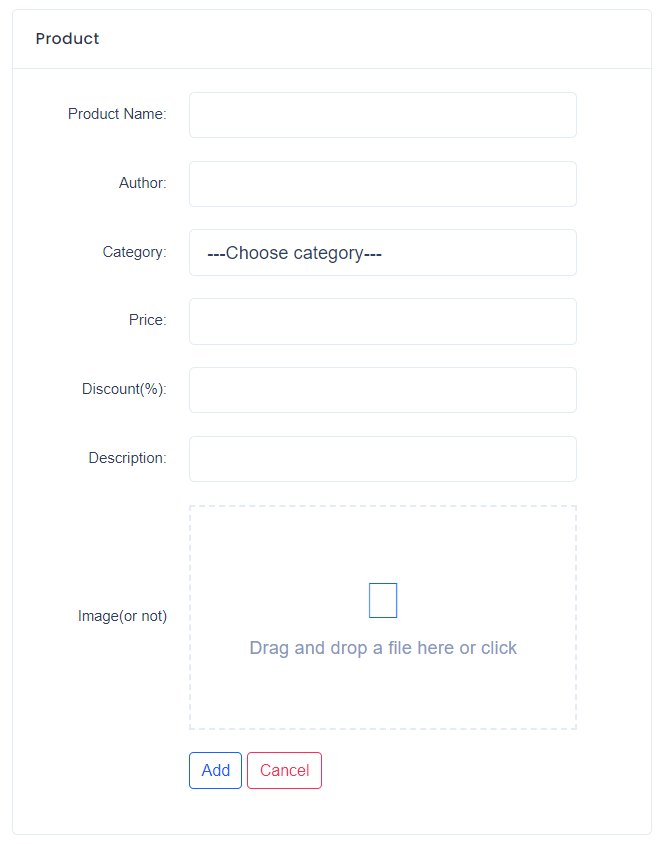 Product
Product Name:
Author:
Category: ---Choose category---
Price:
Discount(%):
Description:
Image(or not)
Drag and drop a file here or click
Add Cancel